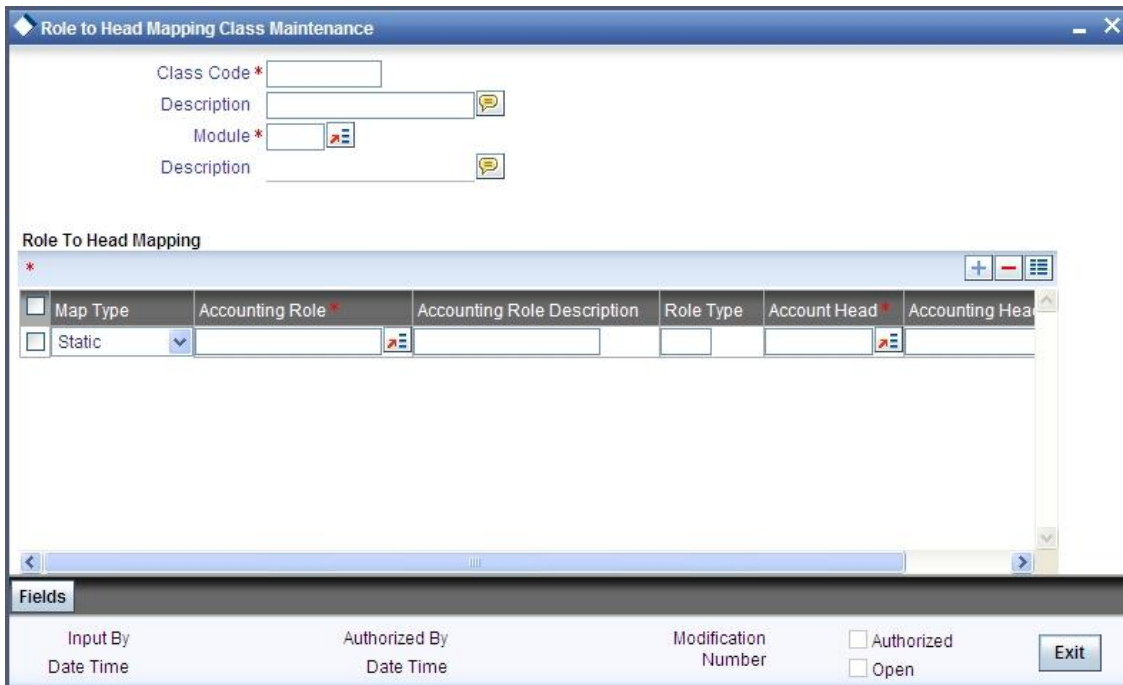 Role to Head Mapping Class Maintenance
Class Code *
Description
Module *
Description
Role To Head Mapping
*
Map Type Accounting Role * Accounting Role Description Role Type Account Head * Accounting Head
Static
Fields
Input By Authorized By Modification Number Authorized
Date Time Date Time Open
Exit